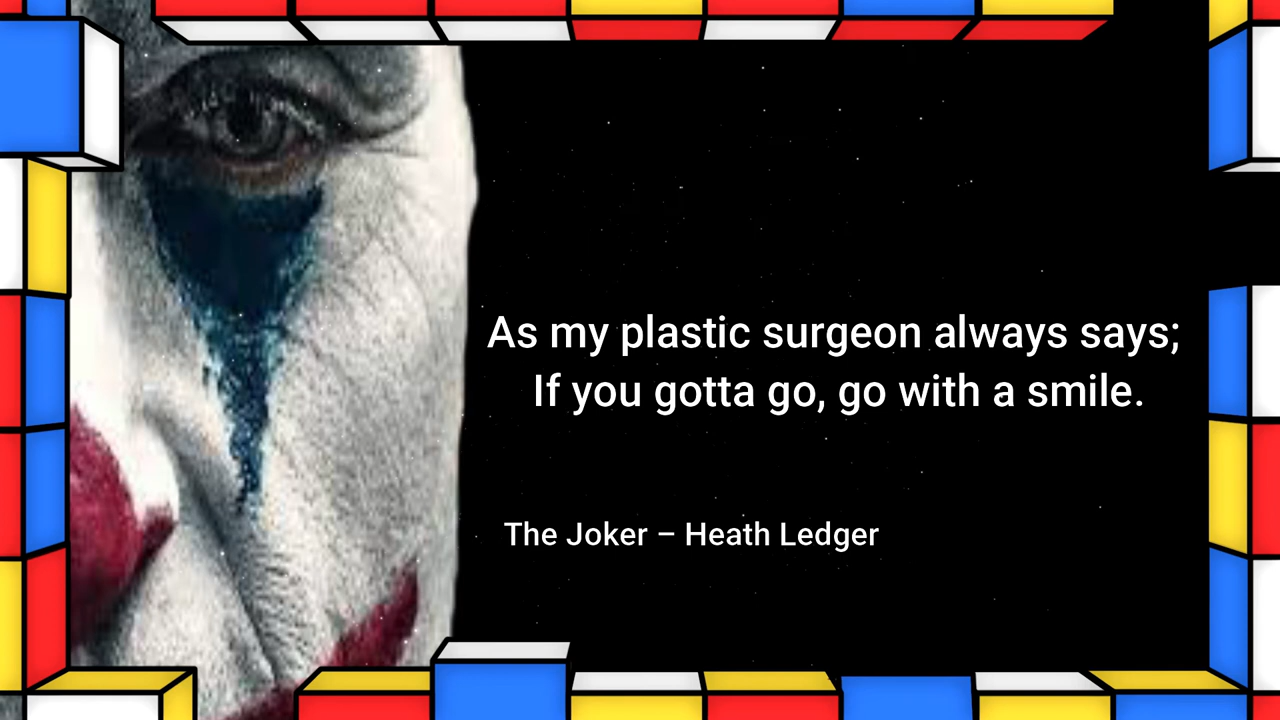 As my plastic surgeon always says;
If you gotta go, go with a smile.
The Joker – Heath Ledger